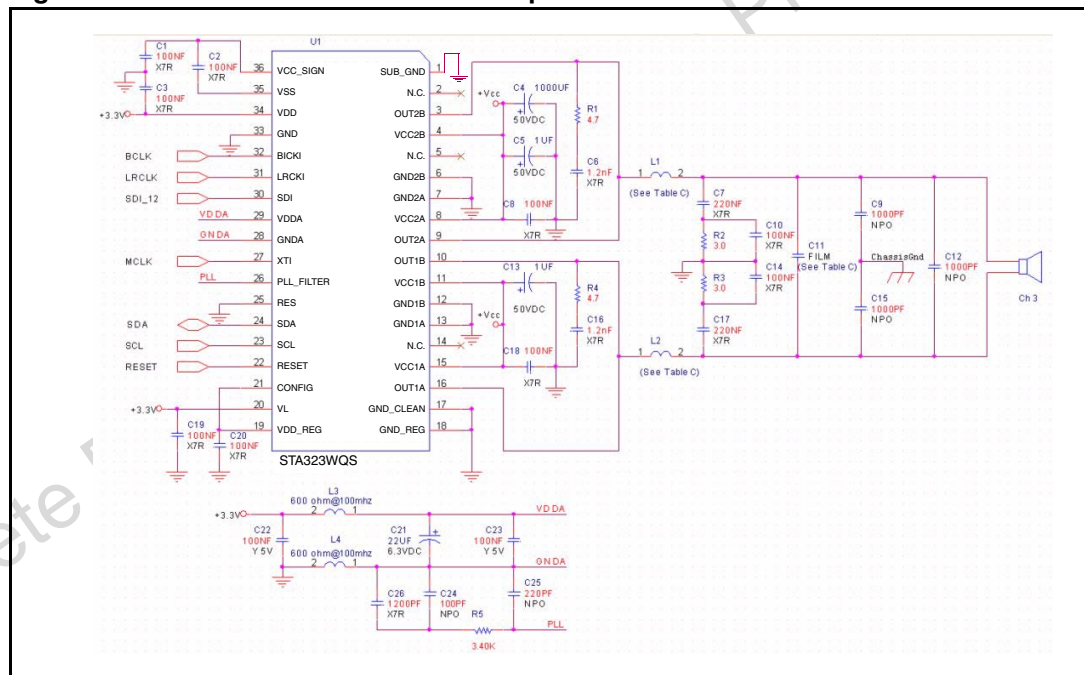 U1
C1
100NF
X7R
C2
100NF
X7R
C3
100NF
X7R
+3.3V
BCLK
LRCLK
SDI_12
VDDA
GNDA
MCLK
PLL
SDA
SCL
RESET
+3.3V
C19
100NF
X7R
C20
100NF
X7R
36 VCC_SIGN
35 VSS
34 VDD
33 GND
32 BICKI
31 LRCKI
30 SDI
29 VDDA
28 GNDA
27 XTI
26 PLL_FILTER
25 RES
24 SDA
23 SCL
22 RESET
21 CONFIG
20 VL
19 VDD_REG
SUB_GND 1
N.C. 2
OUT2B 3
VCC2B 4
N.C. 5
GND2B 6
GND2A 7
VCC2A 8
OUT2A 9
OUT1B 10
VCC1B 11
GND1B 12
GND1A 13
N.C. 14
VCC1A 15
OUT1A 16
GND_CLEAN 17
GND_REG 18
STA323WQS
+Vcc
C4 1000UF
+
50VDC
C5 1UF
+
50VDC
C8 100NF
X7R
R1
4.7
C6
1.2nF
X7R
C13 1UF
+
50VDC
+Vcc
C18 100NF
X7R
R4
4.7
C16
1.2nF
X7R
L1
1 2
(See Table C)
L2
1 2
(See Table C)
C7
220NF
X7R
R2
3.0
R3
3.0
C17
220NF
X7R
C10
100NF
X7R
C14
100NF
X7R
C11
FILM
(See Table C)
C9
1000PF
NPO
ChassisGnd
C15
1000PF
NPO
C12
1000PF
NPO
Ch 3
L3
600 ohm@100mhz
2 1
+3.3V
VDDA
C22
100NF
Y5V
L4
600 ohm@100mhz
2 1
C21
22UF
6.3VDC
+
C23
100NF
Y5V
GNDA
C26
1200PF
X7R
C24
100PF
NPO
R5
3.40K
C25
220PF
NPO
PLL